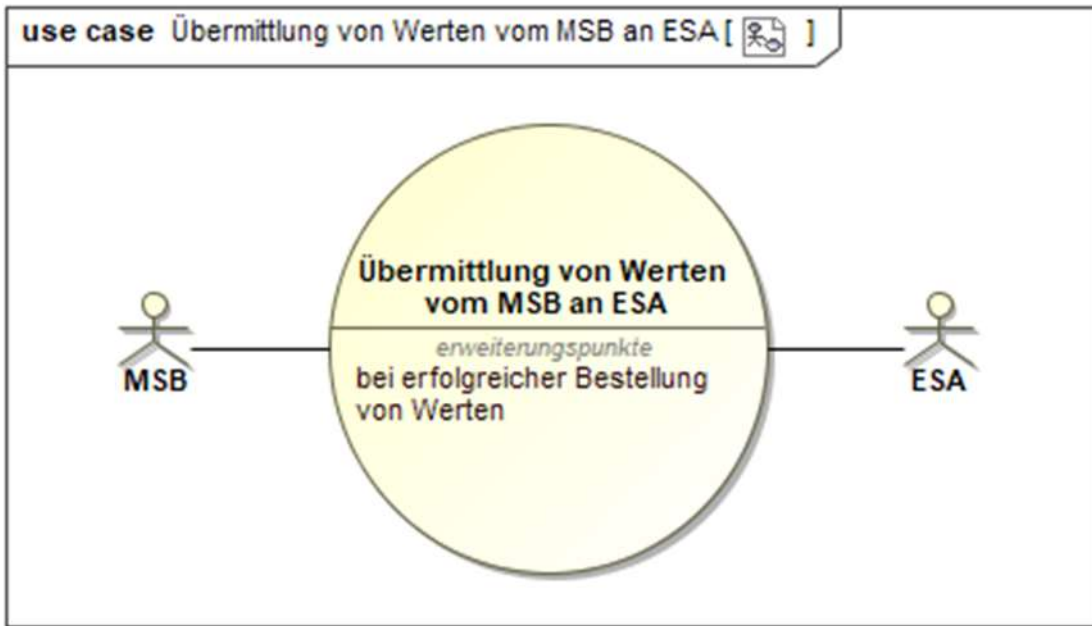 use case Übermittlung von Werten vom MSB an ESA [ ]
Übermittlung von Werten
vom MSB an ESA
erweiterungspunkte
bei erfolgreicher Bestellung
von Werten
MSB
ESA